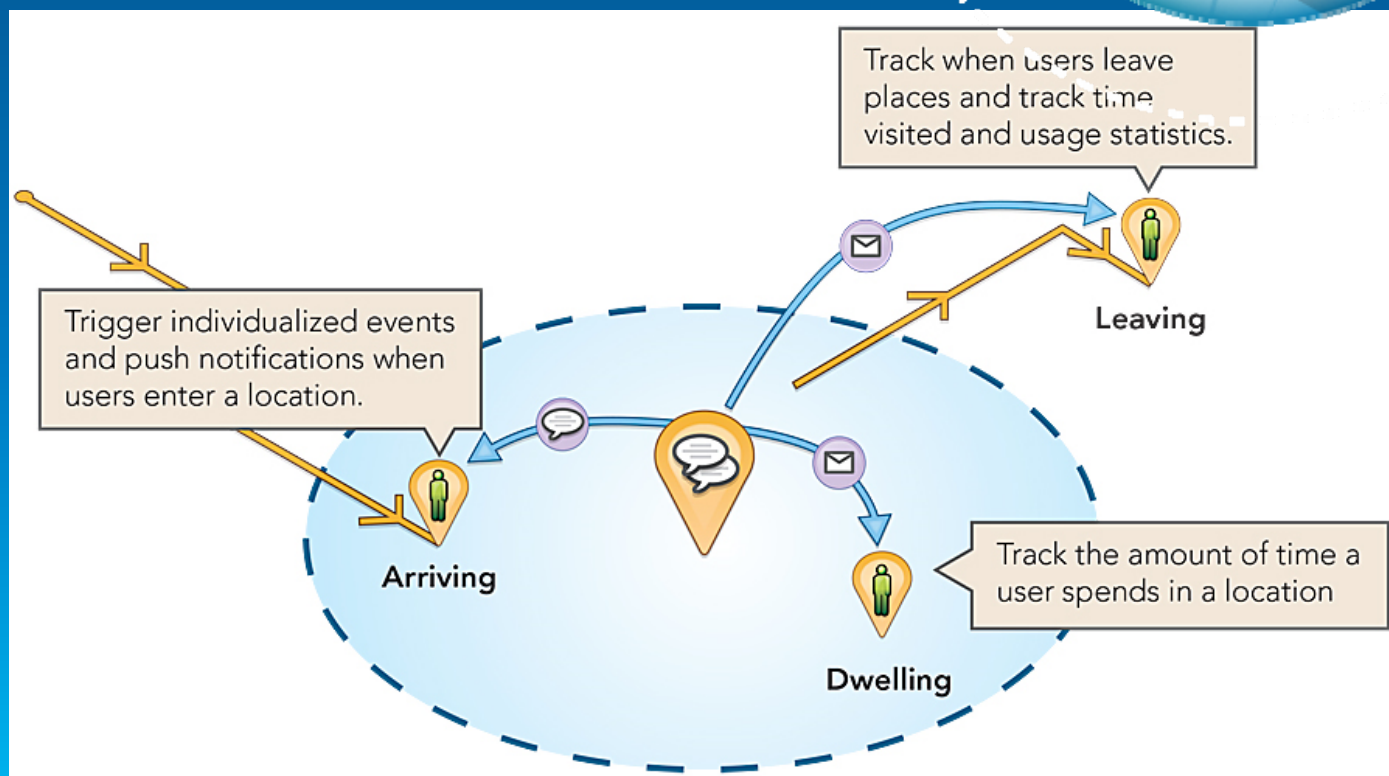 Track when users leave
places and track time
visited and usage statistics.
Leaving
Trigger individualized events
and push notifications when
users enter a location.
Arriving
Track the amount of time a
user spends in a location
Dwelling